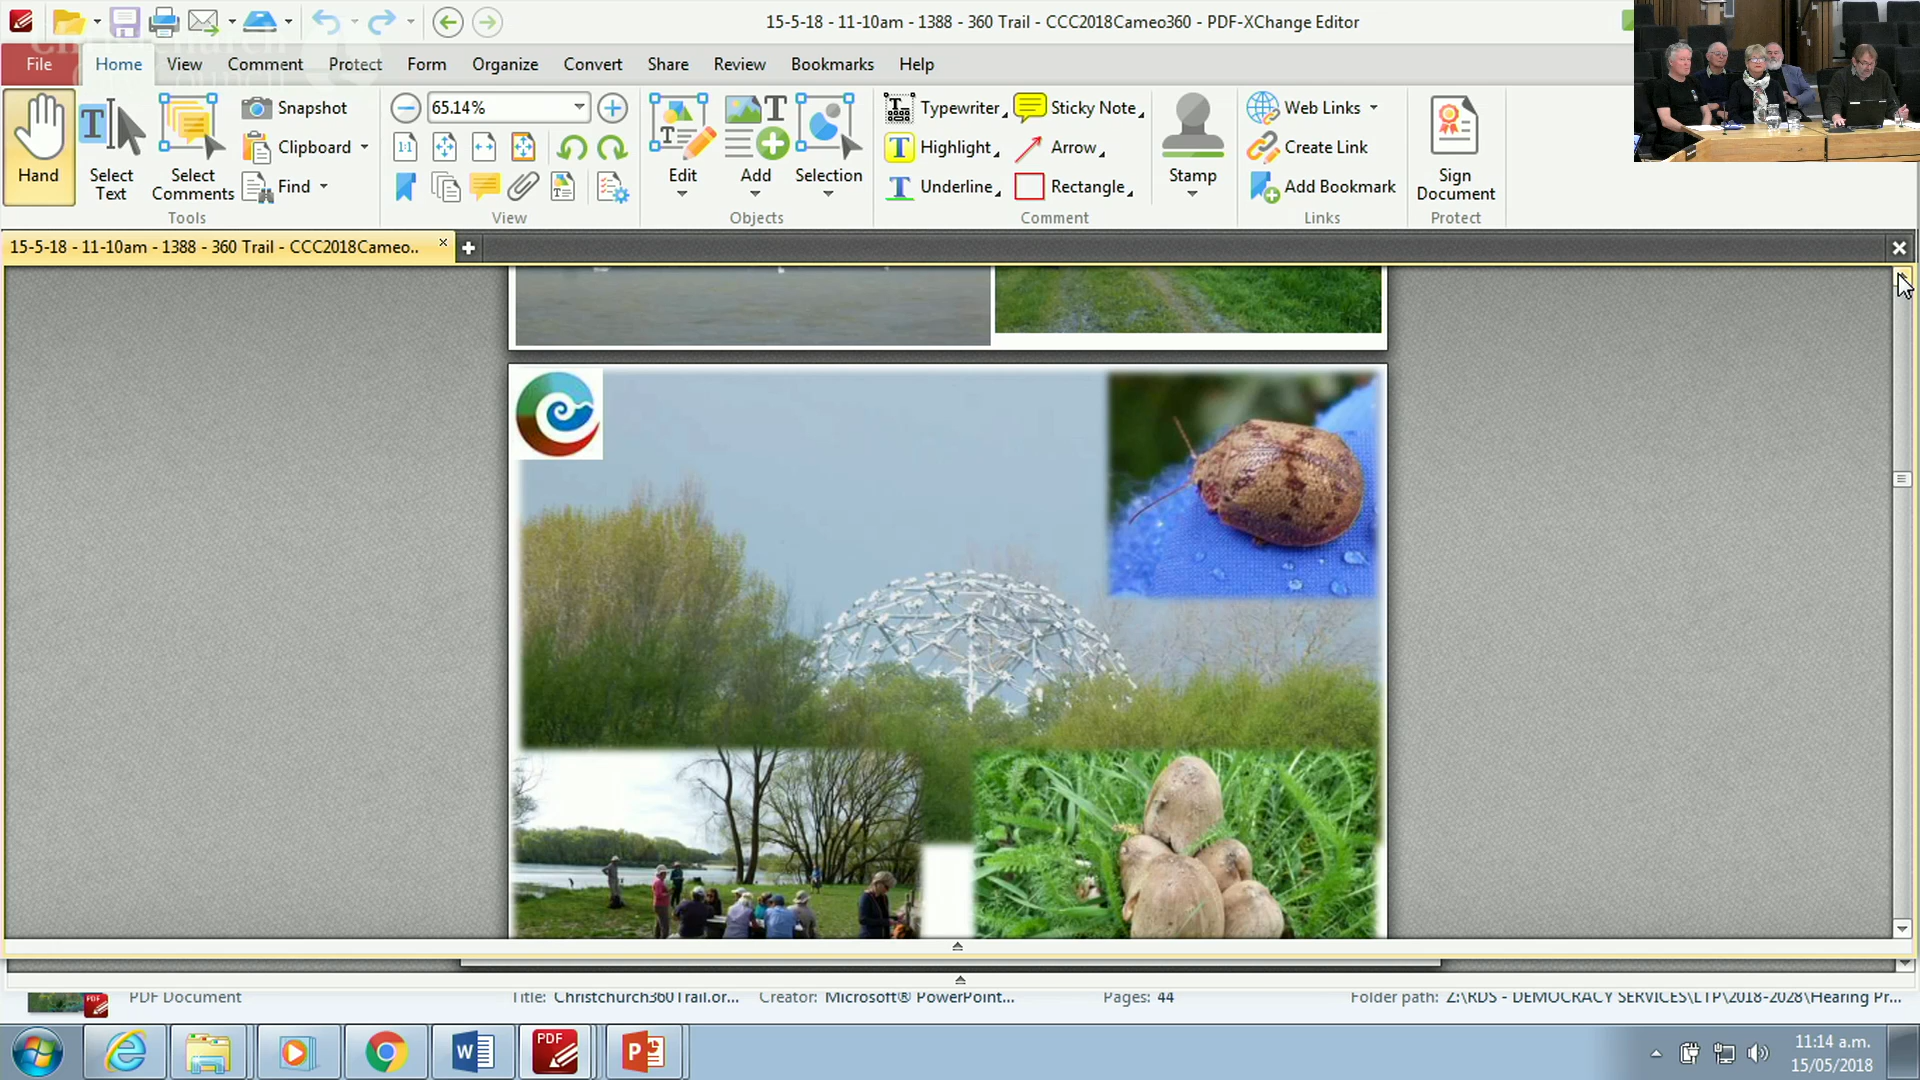 15-5-18 - 11-10am - 1388 - 360 Trail - CCC2018Cameo360 - PDF-XChange Editor
File Home View Comment Protect Form Organize Convert Share Review Bookmarks Help
Hand
Select Text
Select Comments
Snapshot
Clipboard
Find
Tools
65.14%
1:1
View
Edit
Add
Selection
Objects
Typewriter
Sticky Note
Highlight
Arrow
Underline
Rectangle
Comment
Stamp
Web Links
Create Link
Add Bookmark
Links
Sign Document
Protect
15-5-18 - 11-10am - 1388 - 360 Trail - CCC2018Cameo..
PDF Document
Title: Christchurch360Trail.or...
Creator: Microsoft® PowerPoint...
Pages: 44
Folder path: Z:\RDS - DEMOCRACY SERVICES\LTP\2018-2028\Hearing Pr...
PDF
11:14 a.m.
15/05/2018